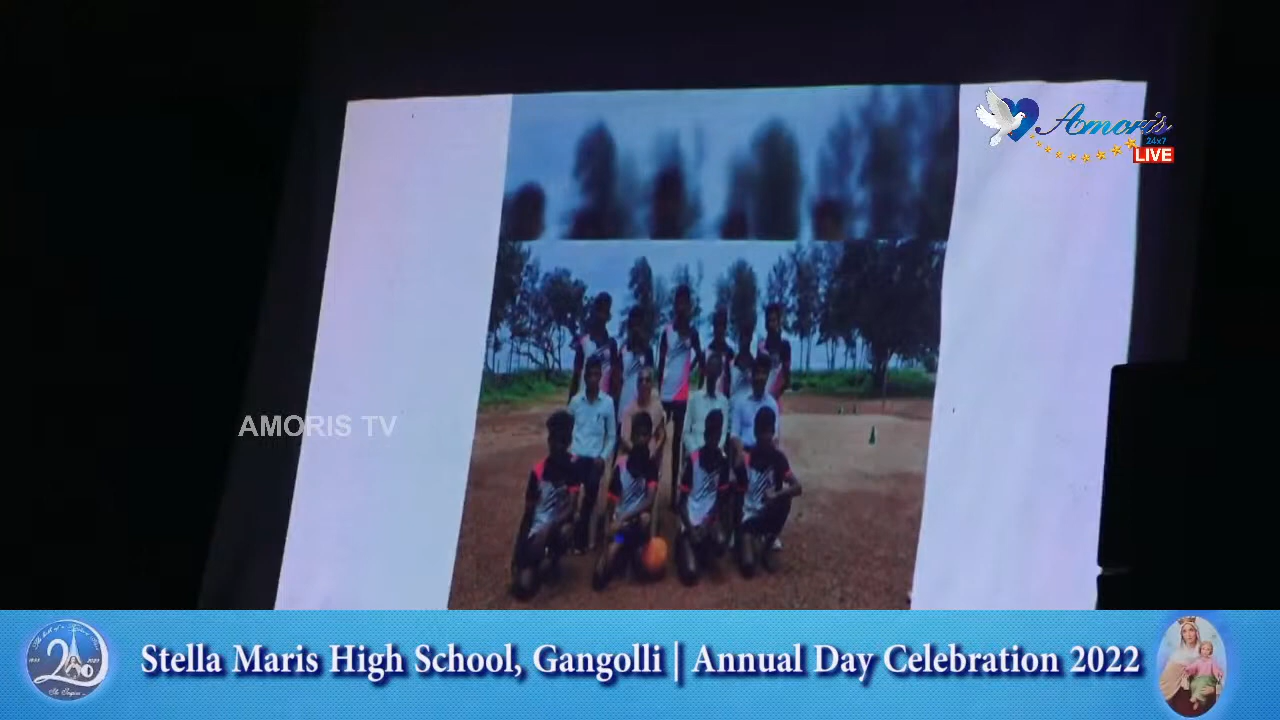 Amoris
24x7
LIVE
AMORIS TV
Stella Maris High School, Gangolli | Annual Day Celebration 2022